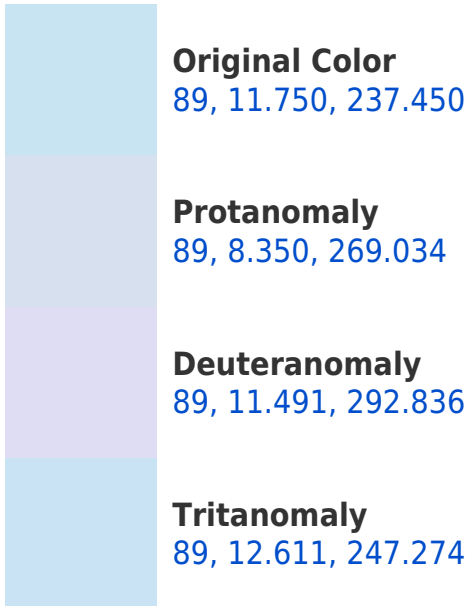 Original Color
89, 11.750, 237.450
Protanomaly
89, 8.350, 269.034
Deuteranomaly
89, 11.491, 292.836
Tritanomaly
89, 12.611, 247.274